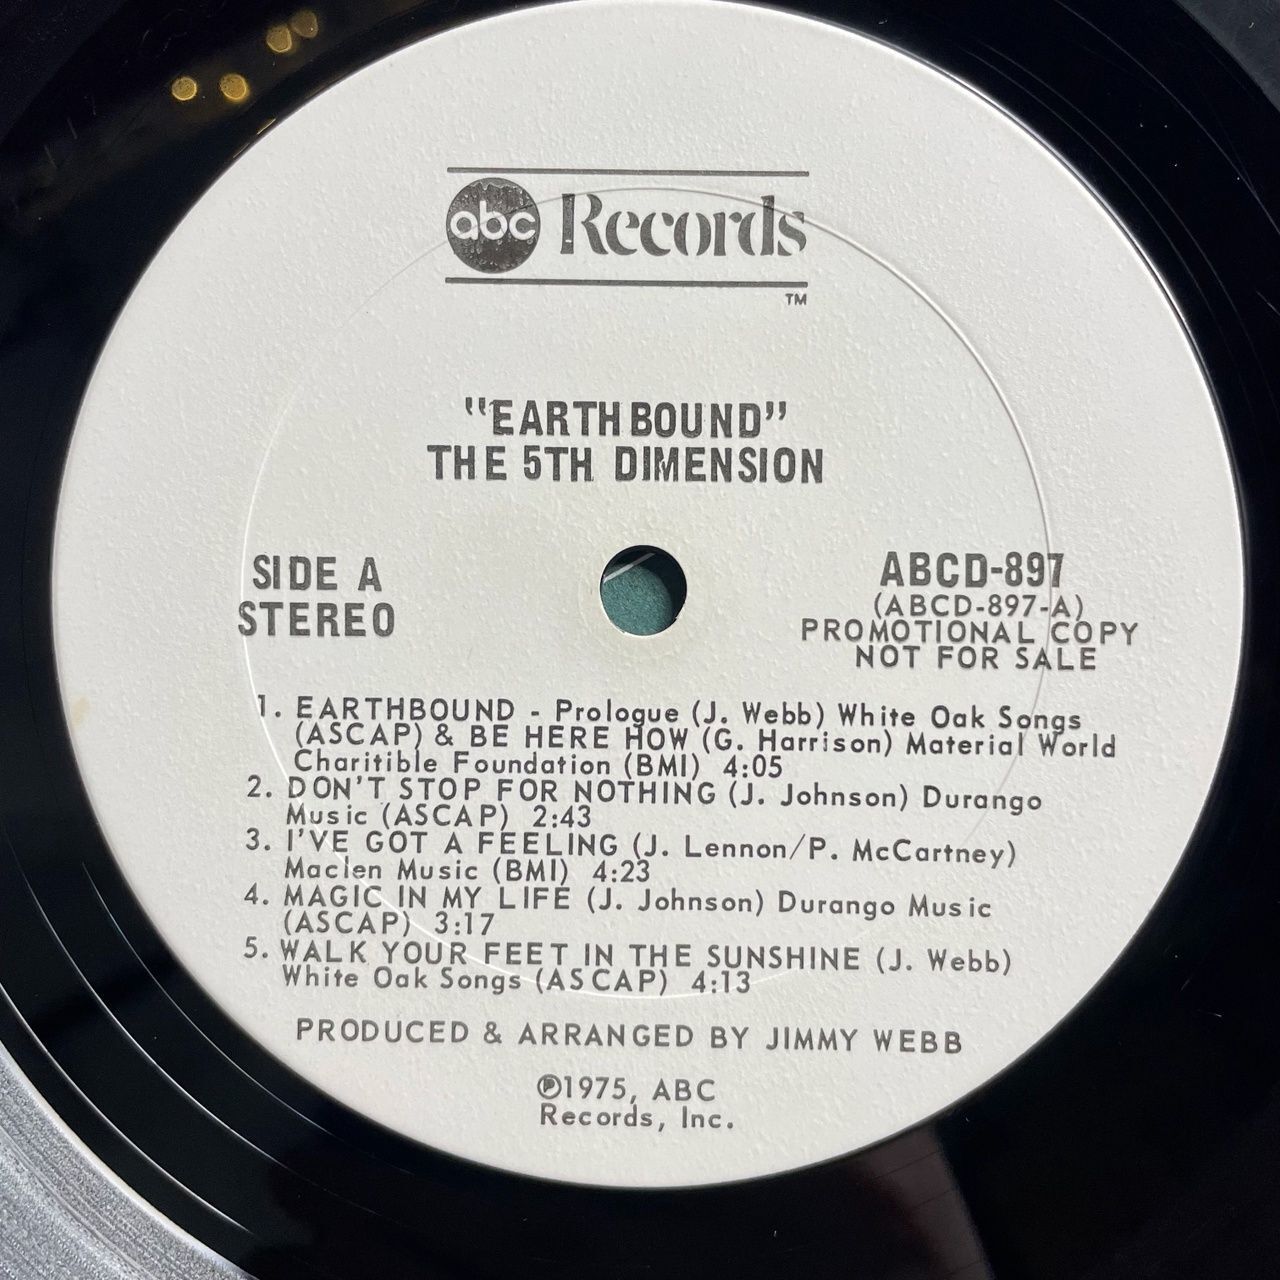 abc Records
TM
"EARTHBOUND"
THE 5TH DIMENSION
SIDE A
STEREO
ABCD-897
(ABCD-897-A)
PROMOTIONAL COPY
NOT FOR SALE
1. EARTHBOUND - Prologue (J. Webb) White Oak Songs
(ASCAP) & BE HERE HOW (G. Harrison) Material World
Charitible Foundation (BMI) 4:05
2. DON'T STOP FOR NOTHING (J. Johnson) Durango
Music (ASCAP) 2:43
3. I'VE GOT A FEELING (J. Lennon/P. McCartney)
Maclen Music (BMI) 4:23
4. MAGIC IN MY LIFE (J. Johnson) Durango Music
(ASCAP) 3:17
5. WALK YOUR FEET IN THE SUNSHINE (J. Webb)
White Oak Songs (ASCAP) 4:13
PRODUCED & ARRANGED BY JIMMY WEBB
℗1975, ABC
Records, Inc.